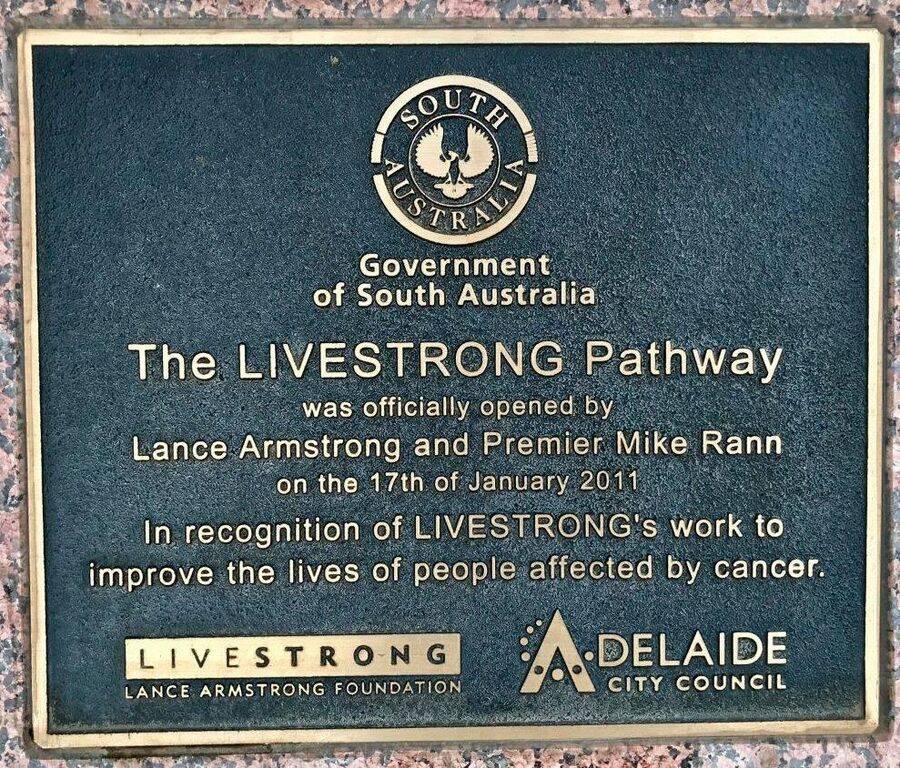 SOUTH
AUSTRALIA
Government
of South Australia
The LIVESTRONG Pathway
was officially opened by
Lance Armstrong and Premier Mike Rann
on the 17th of January 2011
In recognition of LIVESTRONG's work to
improve the lives of people affected by cancer.
LIVESTRONG
LANCE ARMSTRONG FOUNDATION
ADELAIDE
CITY COUNCIL